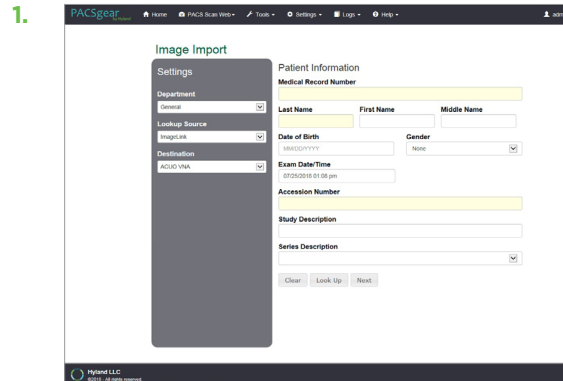 1.
PACSgear
by Hyland
Home PACS Scan Web Tools Settings Logs Help
Image Import
Settings
Department
General
Lookup Source
ImageLink
Destination
ACUO VNA
Patient Information
Medical Record Number
Last Name First Name Middle Name
Date of Birth Gender
MM/DD/YYYY None
Exam Date/Time
07/25/2018 01:08 pm
Accession Number
Study Description
Series Description
Clear Look Up Next
Hyland LLC
©2018 - All rights reserved.